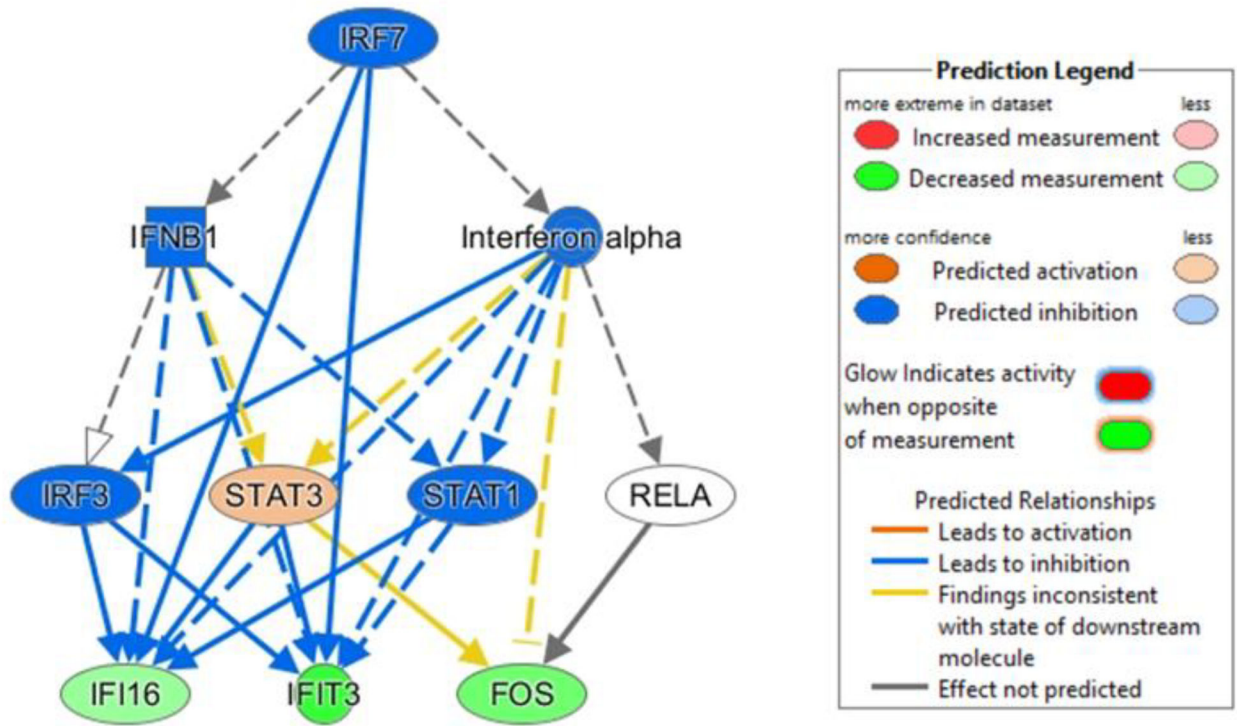 IRF7
IFNB1
Interferon alpha
IRF3
STAT3
STAT1
RELA
IFI16
IFIT3
FOS
Prediction Legend
more extreme in dataset less
Increased measurement
Decreased measurement
more confidence less
Predicted activation
Predicted inhibition
Glow Indicates activity
when opposite
of measurement
Predicted Relationships
Leads to activation
Leads to inhibition
Findings inconsistent
with state of downstream
molecule
Effect not predicted